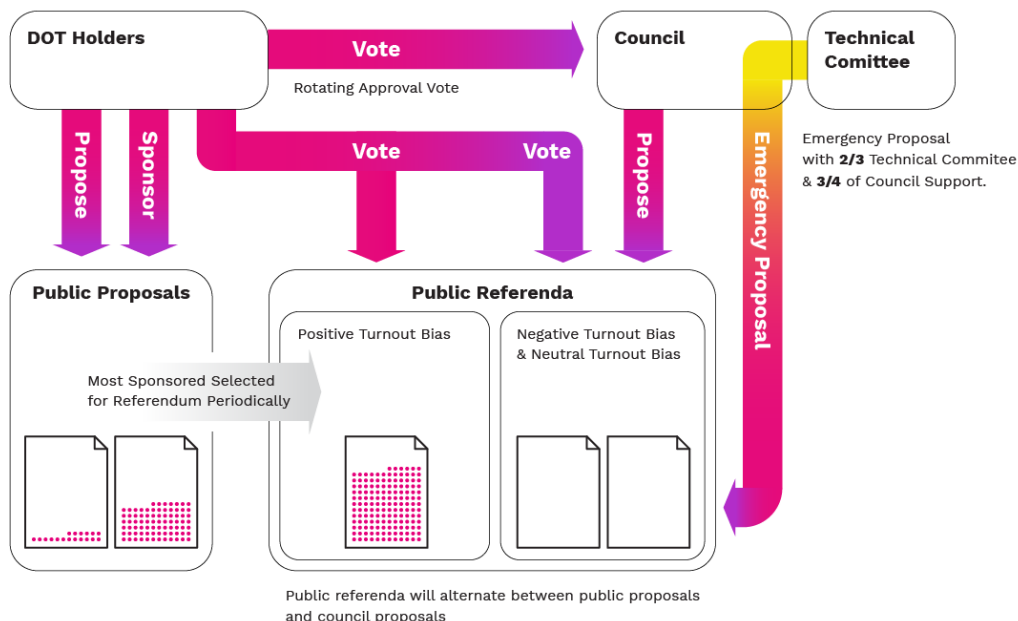 DOT Holders
Vote
Rotating Approval Vote
Council
Technical
Comittee
Propose
Sponsor
Vote
Vote
Propose
Emergency Proposal
Emergency Proposal
with 2/3 Technical Commitee
& 3/4 of Council Support.
Public Proposals
Most Sponsored Selected
for Referendum Periodically
Public Referenda
Positive Turnout Bias
Negative Turnout Bias
& Neutral Turnout Bias
Public referenda will alternate between public proposals
and council proposals